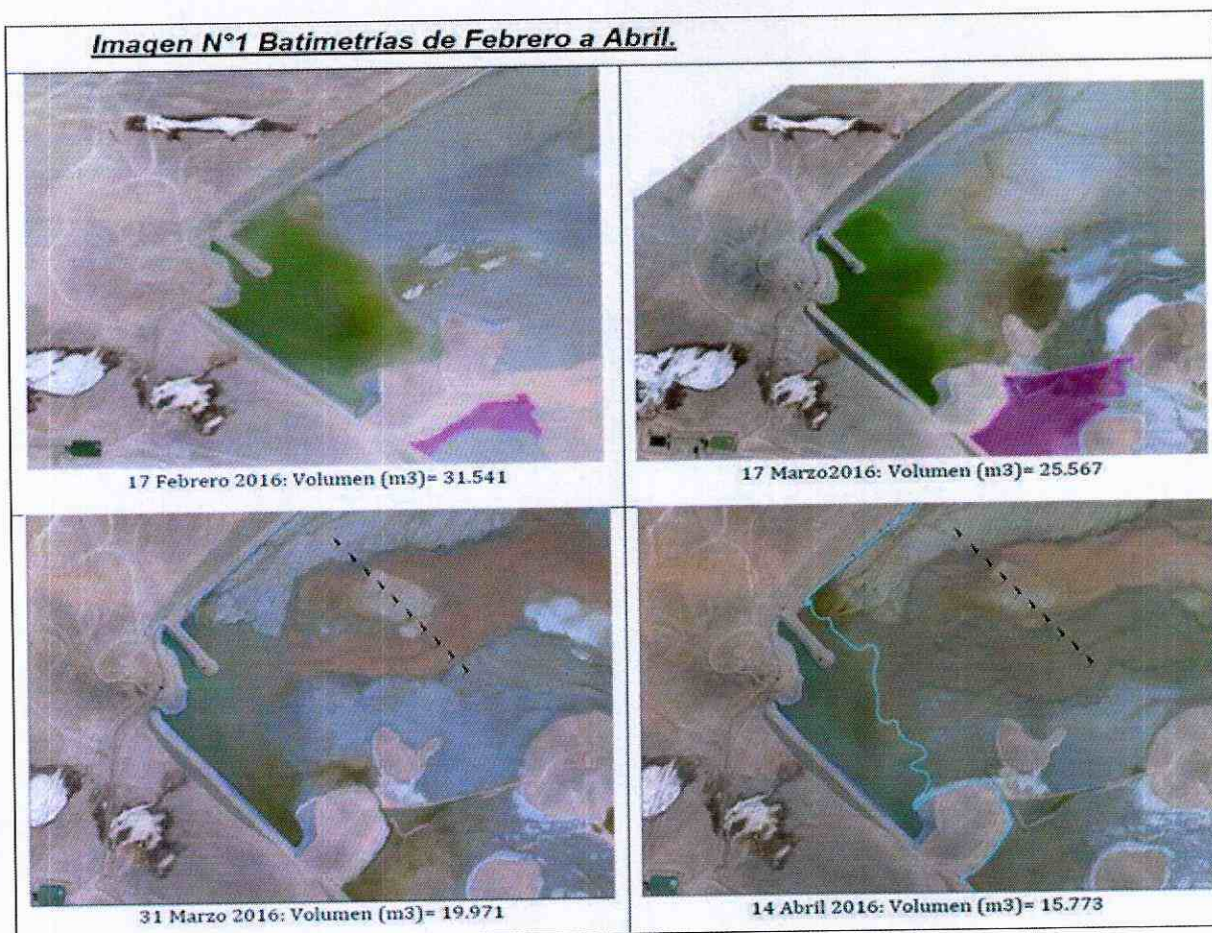 Imagen N°1 Batimetrías de Febrero a Abril.
17 Febrero 2016: Volumen (m3)= 31.541
17 Marzo2016: Volumen (m3)= 25.567
31 Marzo 2016: Volumen (m3)= 19.971
14 Abril 2016: Volumen (m3)= 15.773